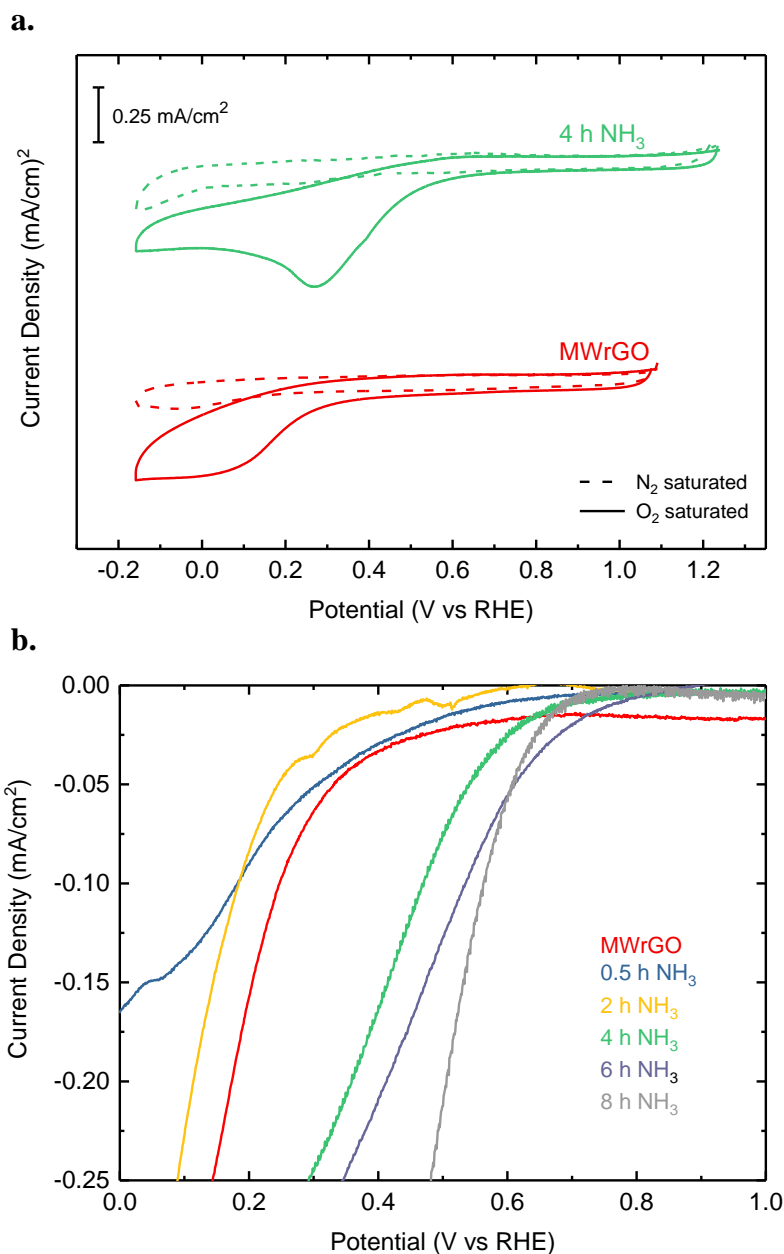 a.
0.25 mA/cm²
4 h NH₃
MWrGO
N₂ saturated
O₂ saturated
Current Density (mA/cm)²
-0.2 0.0 0.2 0.4 0.6 0.8 1.0 1.2
Potential (V vs RHE)
b.
0.00
-0.05
-0.10
-0.15
-0.20
-0.25
Current Density (mA/cm²)
MWrGO
0.5 h NH₃
2 h NH₃
4 h NH₃
6 h NH₃
8 h NH₃
0.0 0.2 0.4 0.6 0.8 1.0
Potential (V vs RHE)